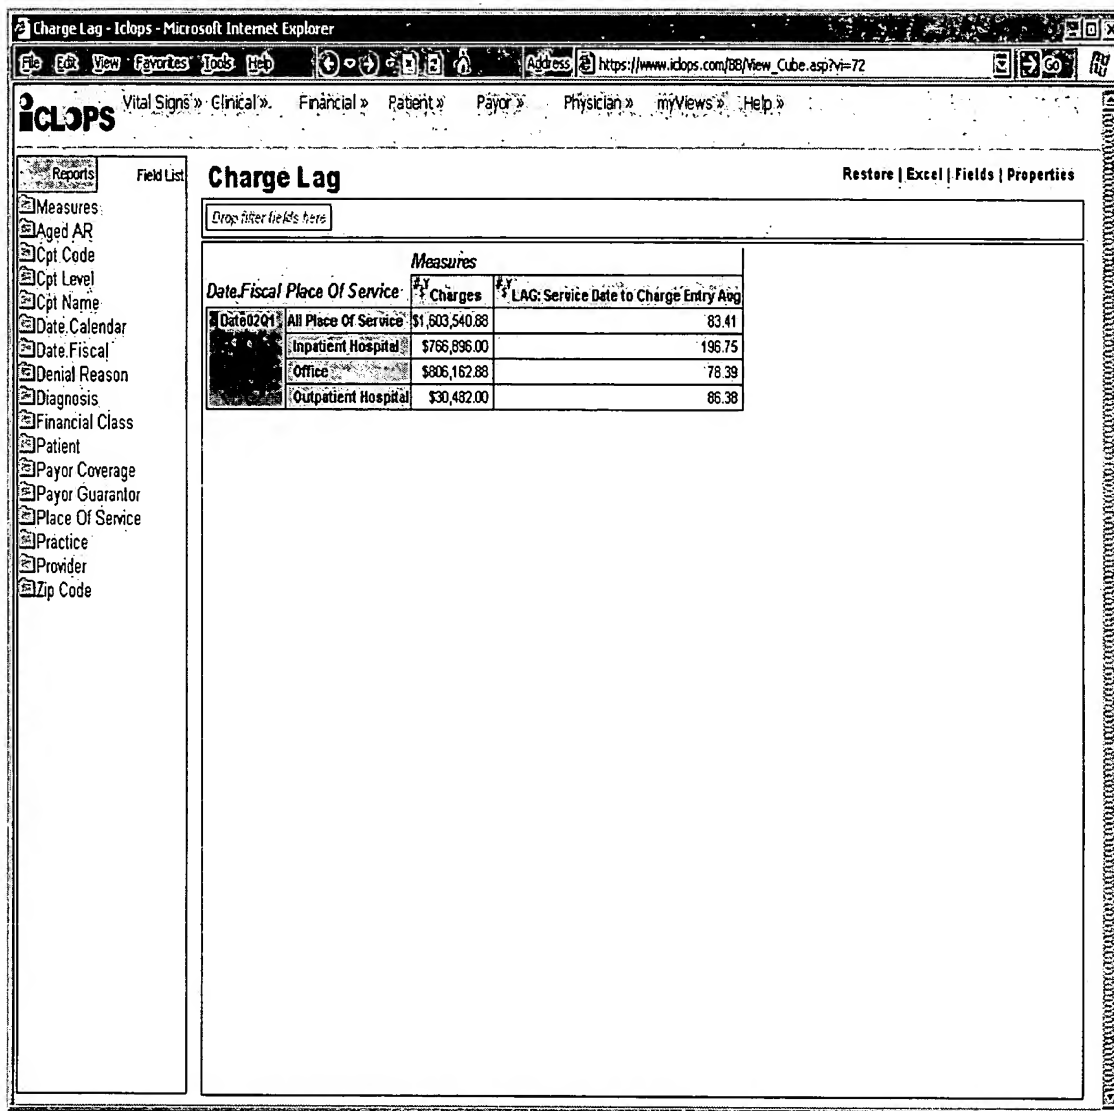 Charge Lag - Iclops - Microsoft Internet Explorer
File Edit View Favorites Tools Help Address https://www.iclops.com/BB/View_Cube.asp?vi=72 Go
ICLOPS Vital Signs » Clinical » Financial » Patient » Payor » Physician » myViews » Help »
Reports Field List
Charge Lag Restore | Excel | Fields | Properties
Drop filter fields here
Measures
Aged AR
Cpt Code
Cpt Level
Cpt Name
Date.Calendar
Date.Fiscal
Denial Reason
Diagnosis
Financial Class
Patient
Payor Coverage
Payor Guarantor
Place Of Service
Practice
Provider
Zip Code
Measures
Date.Fiscal Place Of Service Charges LAG: Service Date to Charge Entry Avg
Date02Q1 All Place Of Service $1,603,540.88 83.41
Inpatient Hospital $766,896.00 196.75
Office $806,162.88 78.39
Outpatient Hospital $30,482.00 86.38